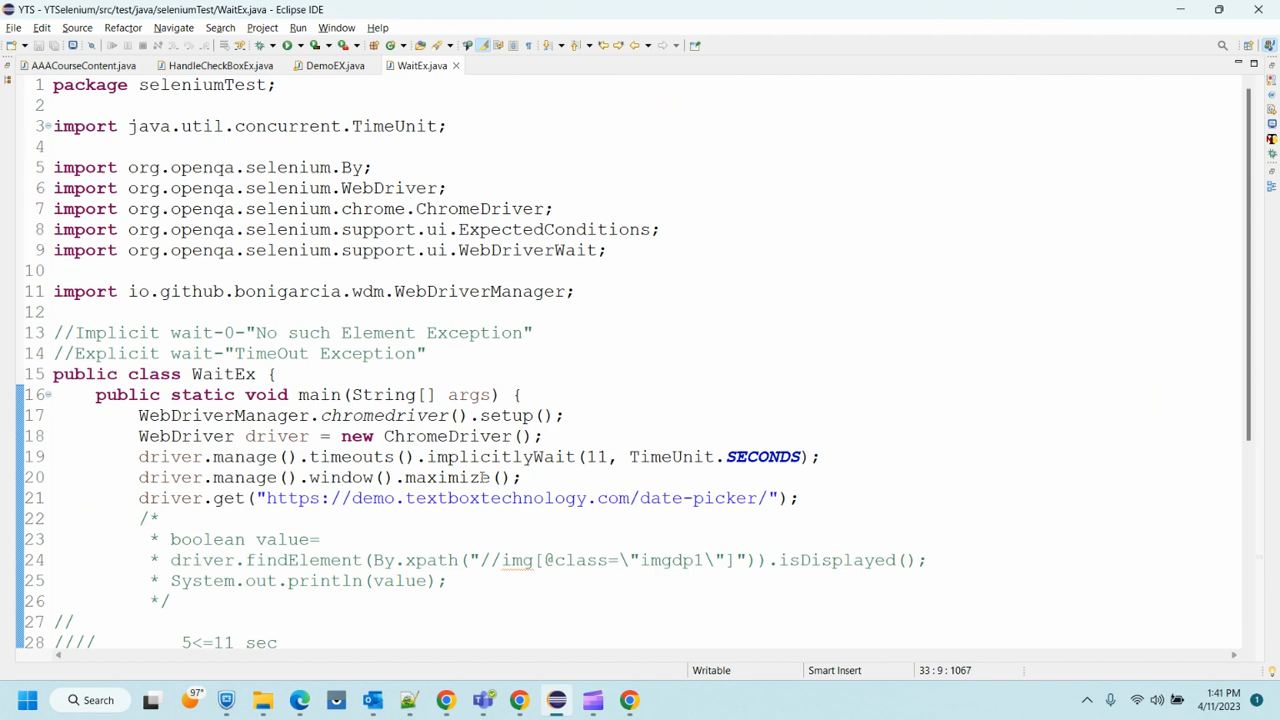 YTS - YTSelenium/src/test/java/seleniumTest/WaitEx.java - Eclipse IDE
File Edit Source Refactor Navigate Search Project Run Window Help
AAACourseContent.java HandleCheckBoxEx.java DemoEX.java WaitEx.java
1 package seleniumTest;
2
3 import java.util.concurrent.TimeUnit;
4
5 import org.openqa.selenium.By;
6 import org.openqa.selenium.WebDriver;
7 import org.openqa.selenium.chrome.ChromeDriver;
8 import org.openqa.selenium.support.ui.ExpectedConditions;
9 import org.openqa.selenium.support.ui.WebDriverWait;
10
11 import io.github.bonigarcia.wdm.WebDriverManager;
12
13 //Implicit wait-0-"No such Element Exception"
14 //Explicit wait-"TimeOut Exception"
15 public class WaitEx {
16 public static void main(String[] args) {
17 WebDriverManager.chromedriver().setup();
18 WebDriver driver = new ChromeDriver();
19 driver.manage().timeouts().implicitlyWait(11, TimeUnit.SECONDS);
20 driver.manage().window().maximize();
21 driver.get("https://demo.textboxtechnology.com/date-picker/");
22 /*
23 * boolean value=
24 * driver.findElement(By.xpath("//img[@class=\"imgdp1\"]")).isDisplayed();
25 * System.out.println(value);
26 */
27 //
28 //// 5<=11 sec
Writable Smart Insert 33 : 9 : 1067
Search 97° 1:41 PM
4/11/2023 1